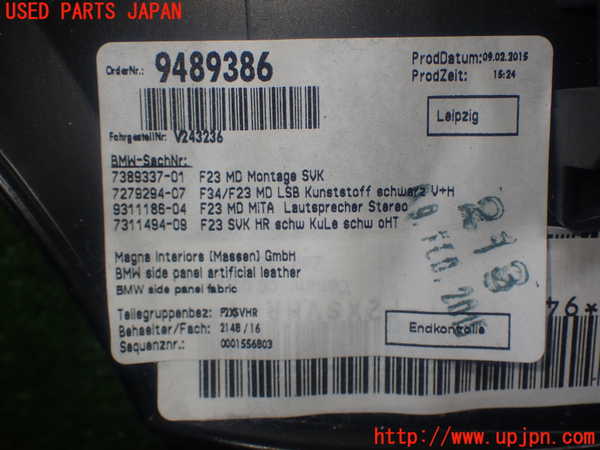 USED PARTS JAPAN
OrderNr.: 9489386
ProdDatum: 09.02.2015
ProdZeit: 15:24
Leipzig
FahrgestellNr: V243236
BMW-SachNr:
7389337-01 F23 MD Montage SVK
7279294-07 F34/F23 MD LSB Kunststoff schwarz V+H
9311186-04 F23 MD MiTA Lautsprecher Stereo
7311494-09 F23 SVK HR schw KuLe schw oHT
Magna Interiors (Massen) GmbH
BMW side panel artificial leather
BMW side panel fabric
Teilegruppenbez: F2XSVHR
Behaelter/Fach: 2148 / 16
Sequenznr.: 0001556803
Endkontrolle
*94
http://www.upjpn.com/